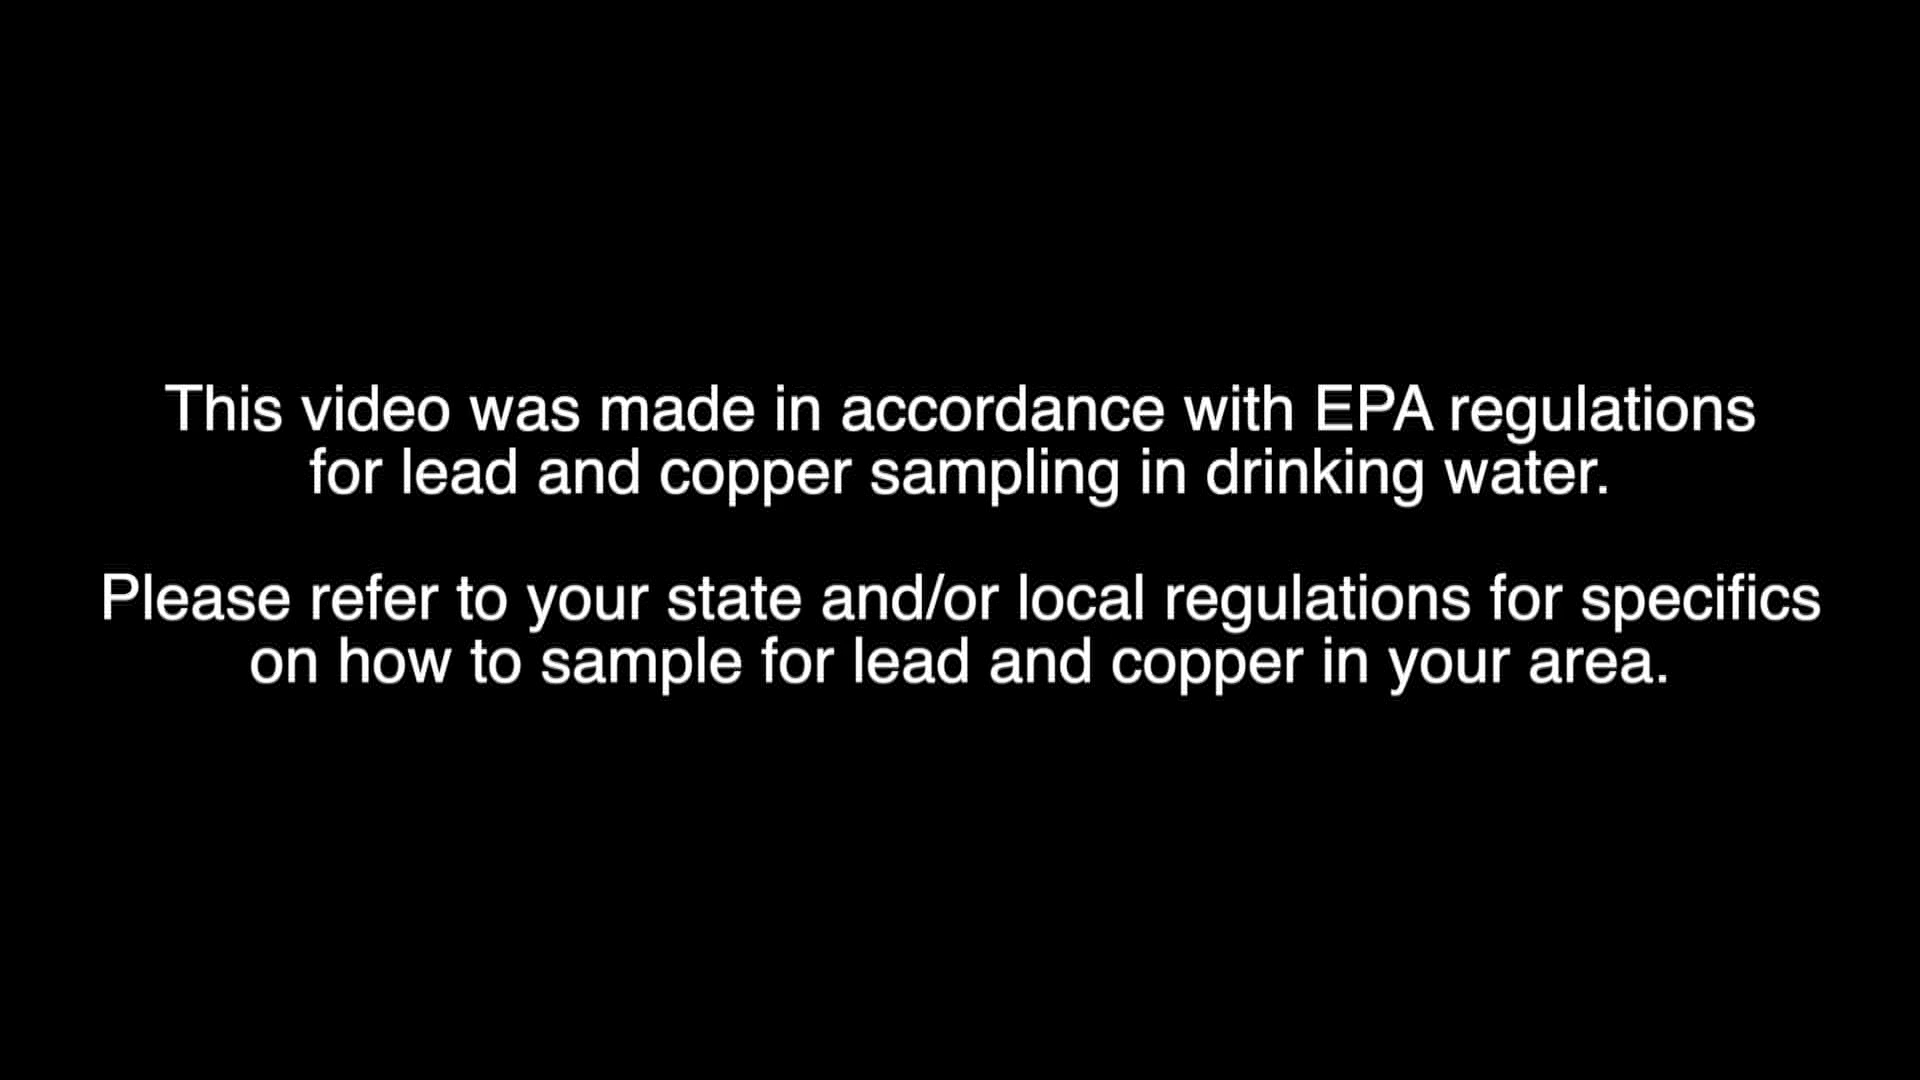 This video was made in accordance with EPA regulations
for lead and copper sampling in drinking water.
Please refer to your state and/or local regulations for specifics
on how to sample for lead and copper in your area.